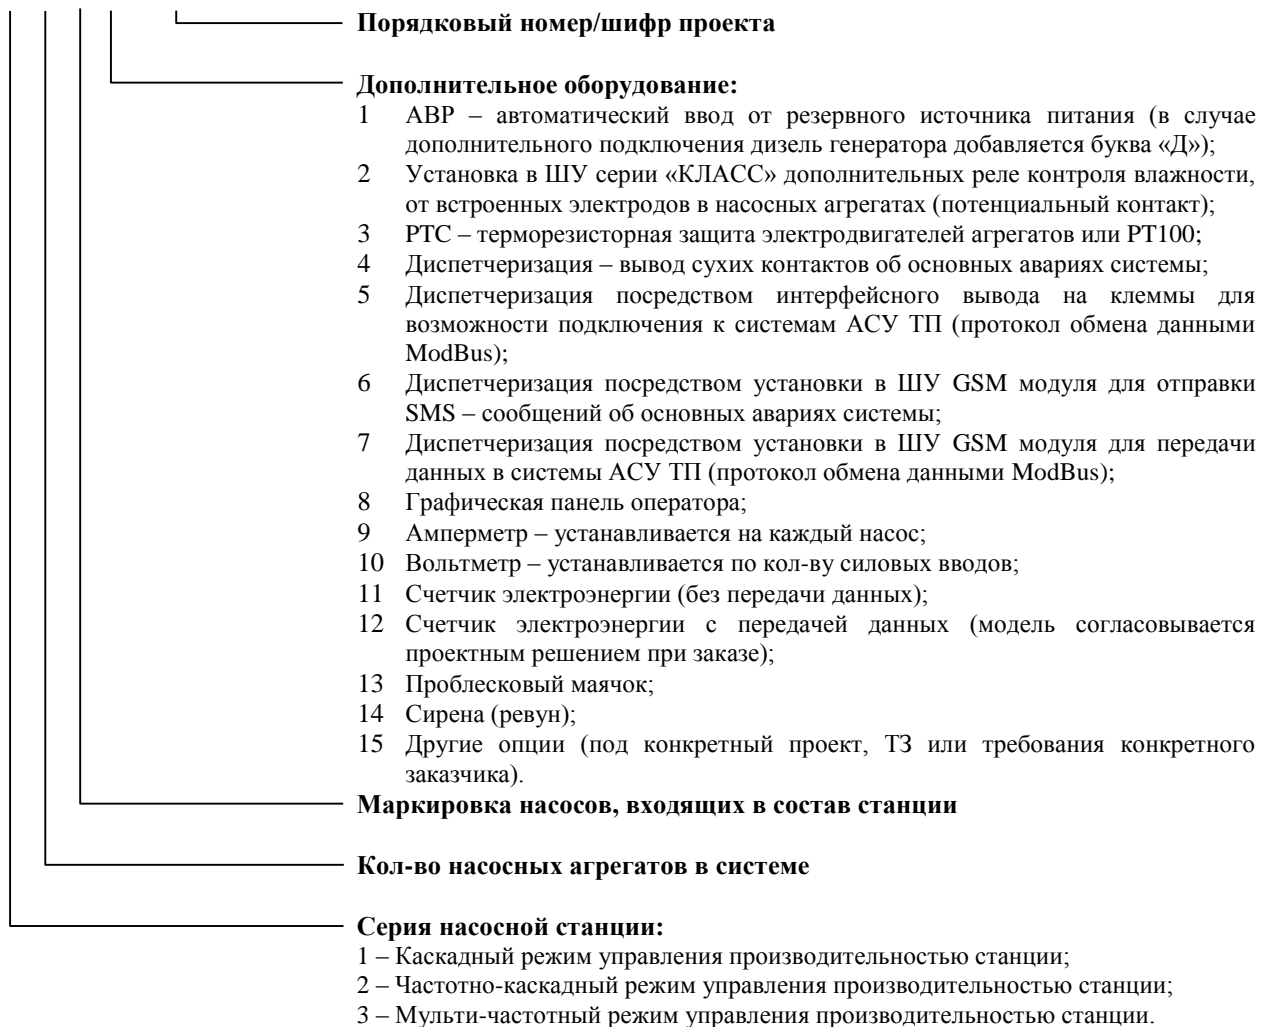 Порядковый номер/шифр проекта
Дополнительное оборудование:
1 АВР – автоматический ввод от резервного источника питания (в случае
дополнительного подключения дизель генератора добавляется буква «Д»);
2 Установка в ШУ серии «КЛАСС» дополнительных реле контроля влажности,
от встроенных электродов в насосных агрегатах (потенциальный контакт);
3 РТС – терморезисторная защита электродвигателей агрегатов или РТ100;
4 Диспетчеризация – вывод сухих контактов об основных авариях системы;
5 Диспетчеризация посредством интерфейсного вывода на клеммы для
возможности подключения к системам АСУ ТП (протокол обмена данными
ModBus);
6 Диспетчеризация посредством установки в ШУ GSM модуля для отправки
SMS – сообщений об основных авариях системы;
7 Диспетчеризация посредством установки в ШУ GSM модуля для передачи
данных в системы АСУ ТП (протокол обмена данными ModBus);
8 Графическая панель оператора;
9 Амперметр – устанавливается на каждый насос;
10 Вольтметр – устанавливается по кол-ву силовых вводов;
11 Счетчик электроэнергии (без передачи данных);
12 Счетчик электроэнергии с передачей данных (модель согласовывается
проектным решением при заказе);
13 Проблесковый маячок;
14 Сирена (ревун);
15 Другие опции (под конкретный проект, ТЗ или требования конкретного
заказчика).
Маркировка насосов, входящих в состав станции
Кол-во насосных агрегатов в системе
Серия насосной станции:
1 – Каскадный режим управления производительностью станции;
2 – Частотно-каскадный режим управления производительностью станции;
3 – Мульти-частотный режим управления производительностью станции.